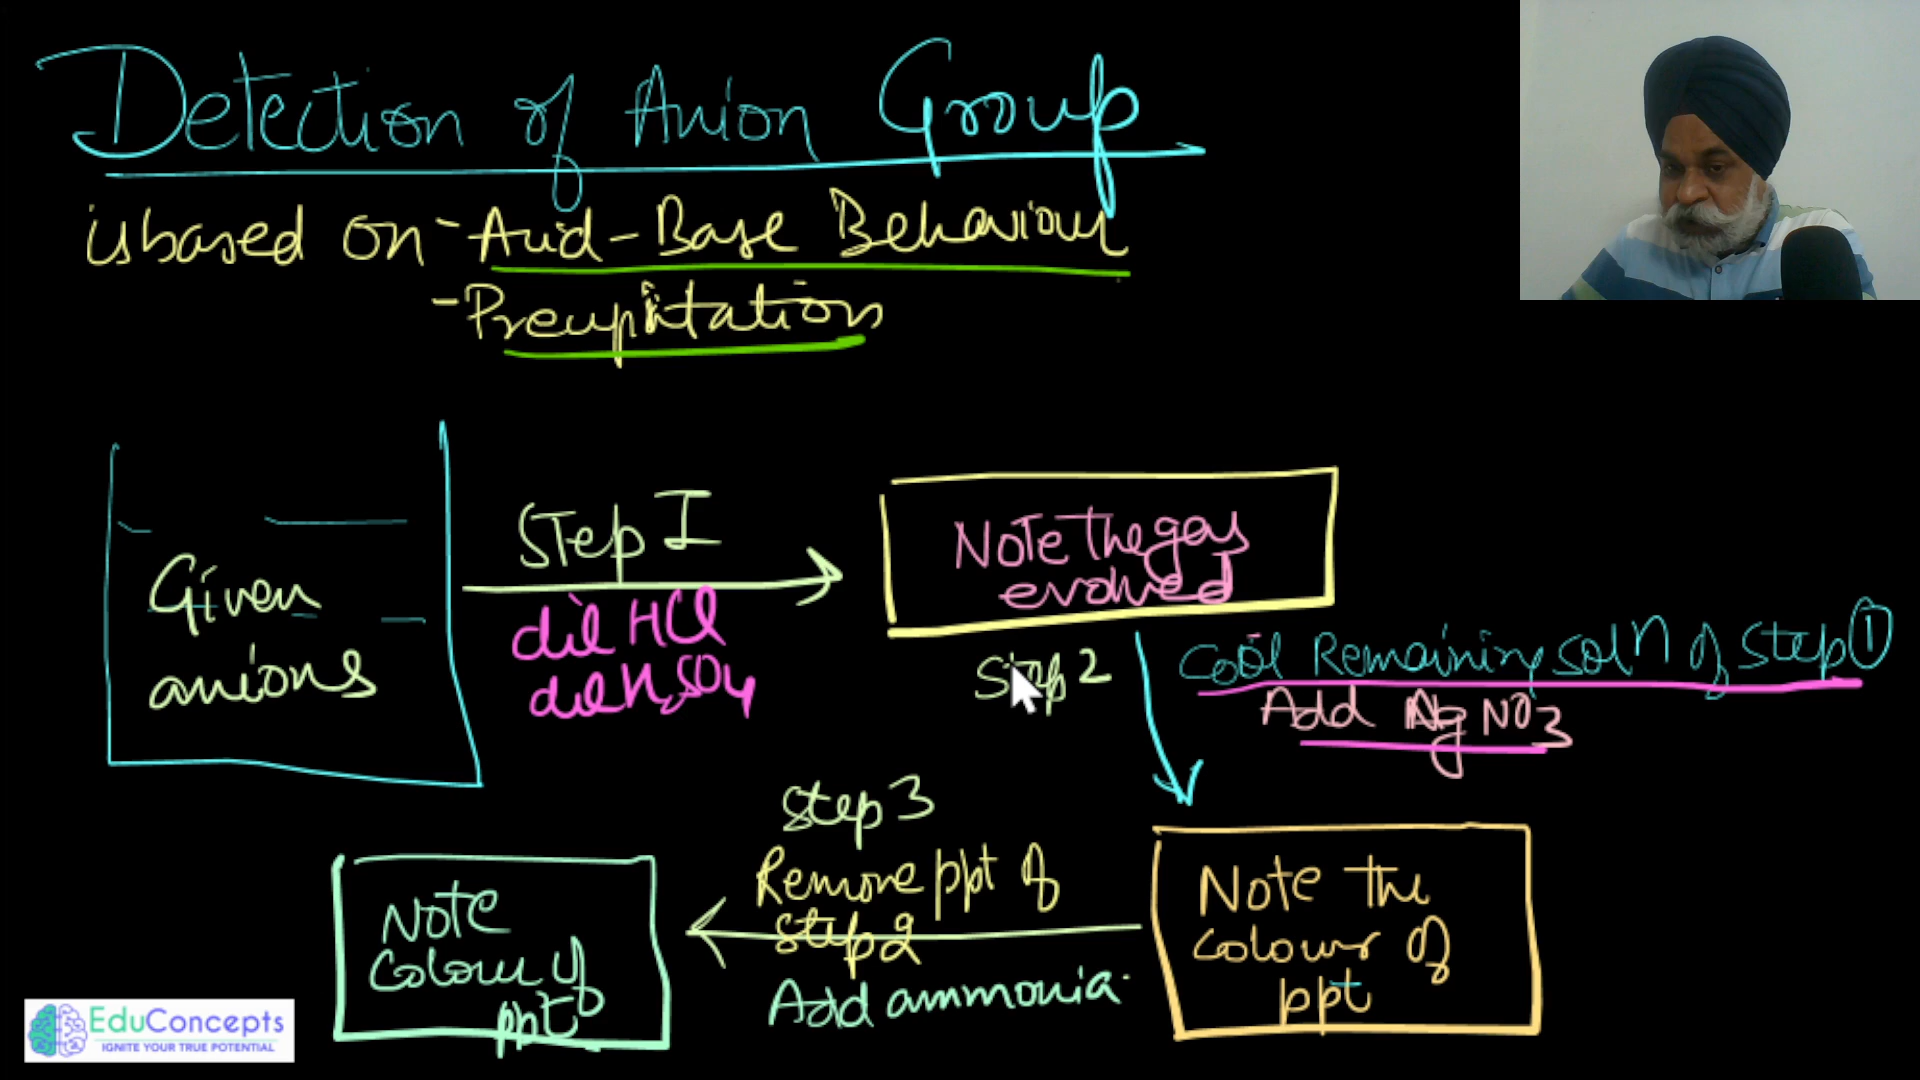 Detection of Anion Group
is based on - Acid-Base Behaviour
- Precipitation
Given
anions
Step I
dil HCl
dil H2SO4
Note the gas
evolved
Step 2
Cool Remaining soln of Step ①
Add AgNO3
Note the
colour of
ppt
Step 3
Remove ppt of
step 2
Add ammonia.
Note
colour of
ppt
EduConcepts
IGNITE YOUR TRUE POTENTIAL